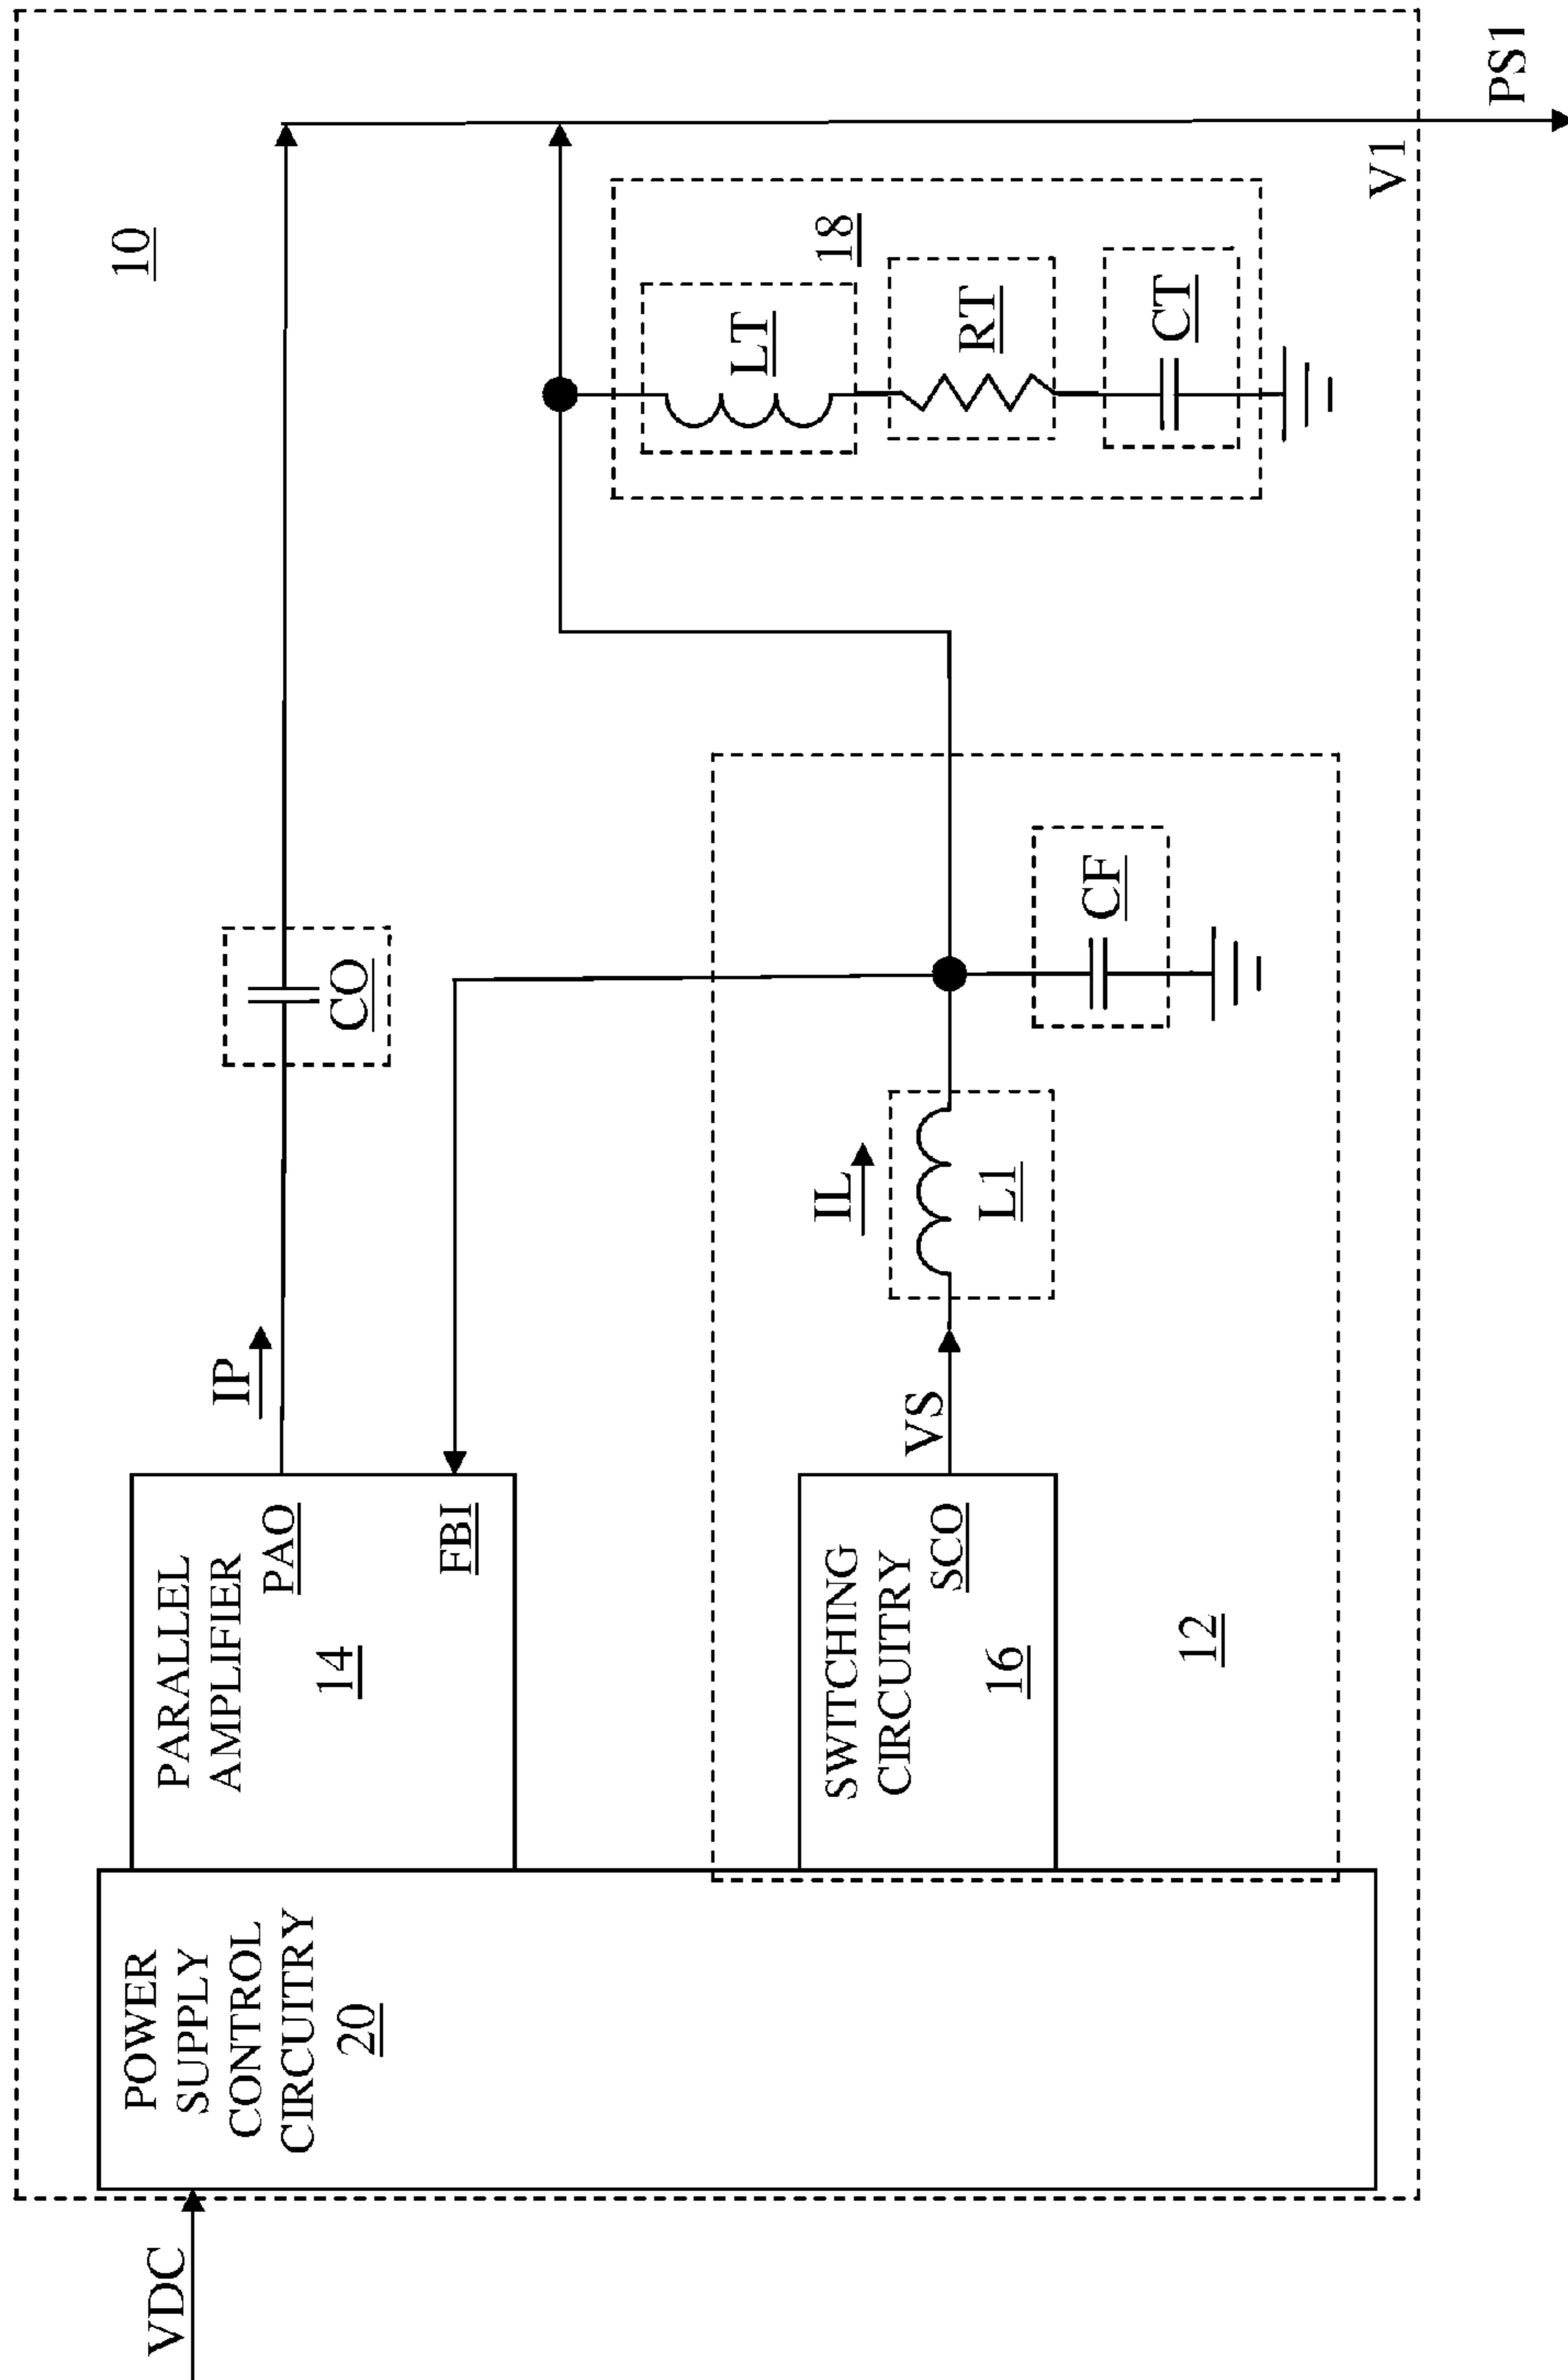 10
VDC
POWER
SUPPLY
CONTROL
CIRCUITRY
20
PARALLEL
AMPLIFIER
PAO
14
FBI
IP
CO
SWITCHING
CIRCUITRY
SCO
16
12
VS
IL
L1
CF
18
LT
RT
CT
V1
PS1